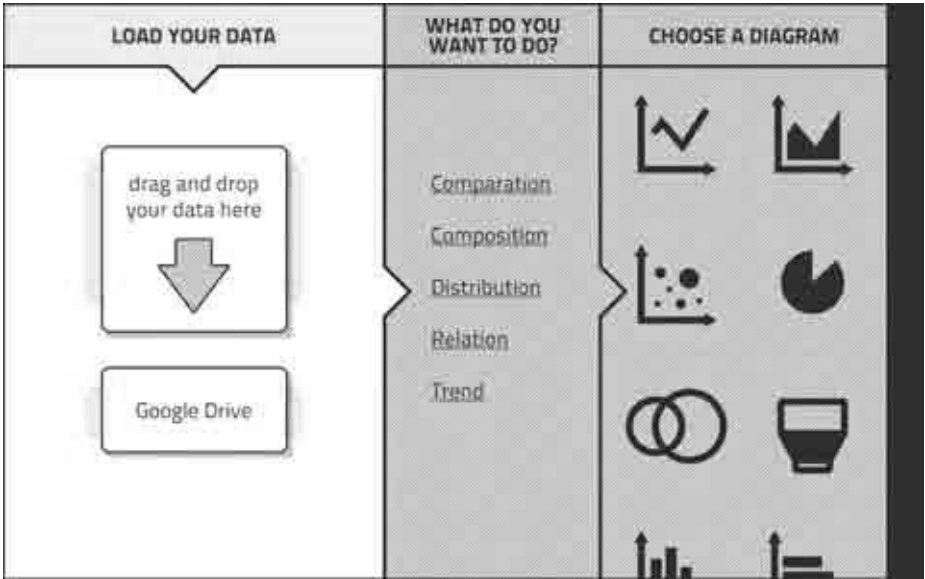 LOAD YOUR DATA
WHAT DO YOU
WANT TO DO?
CHOOSE A DIAGRAM
drag and drop
your data here
Google Drive
Comparation
Composition
Distribution
Relation
Trend